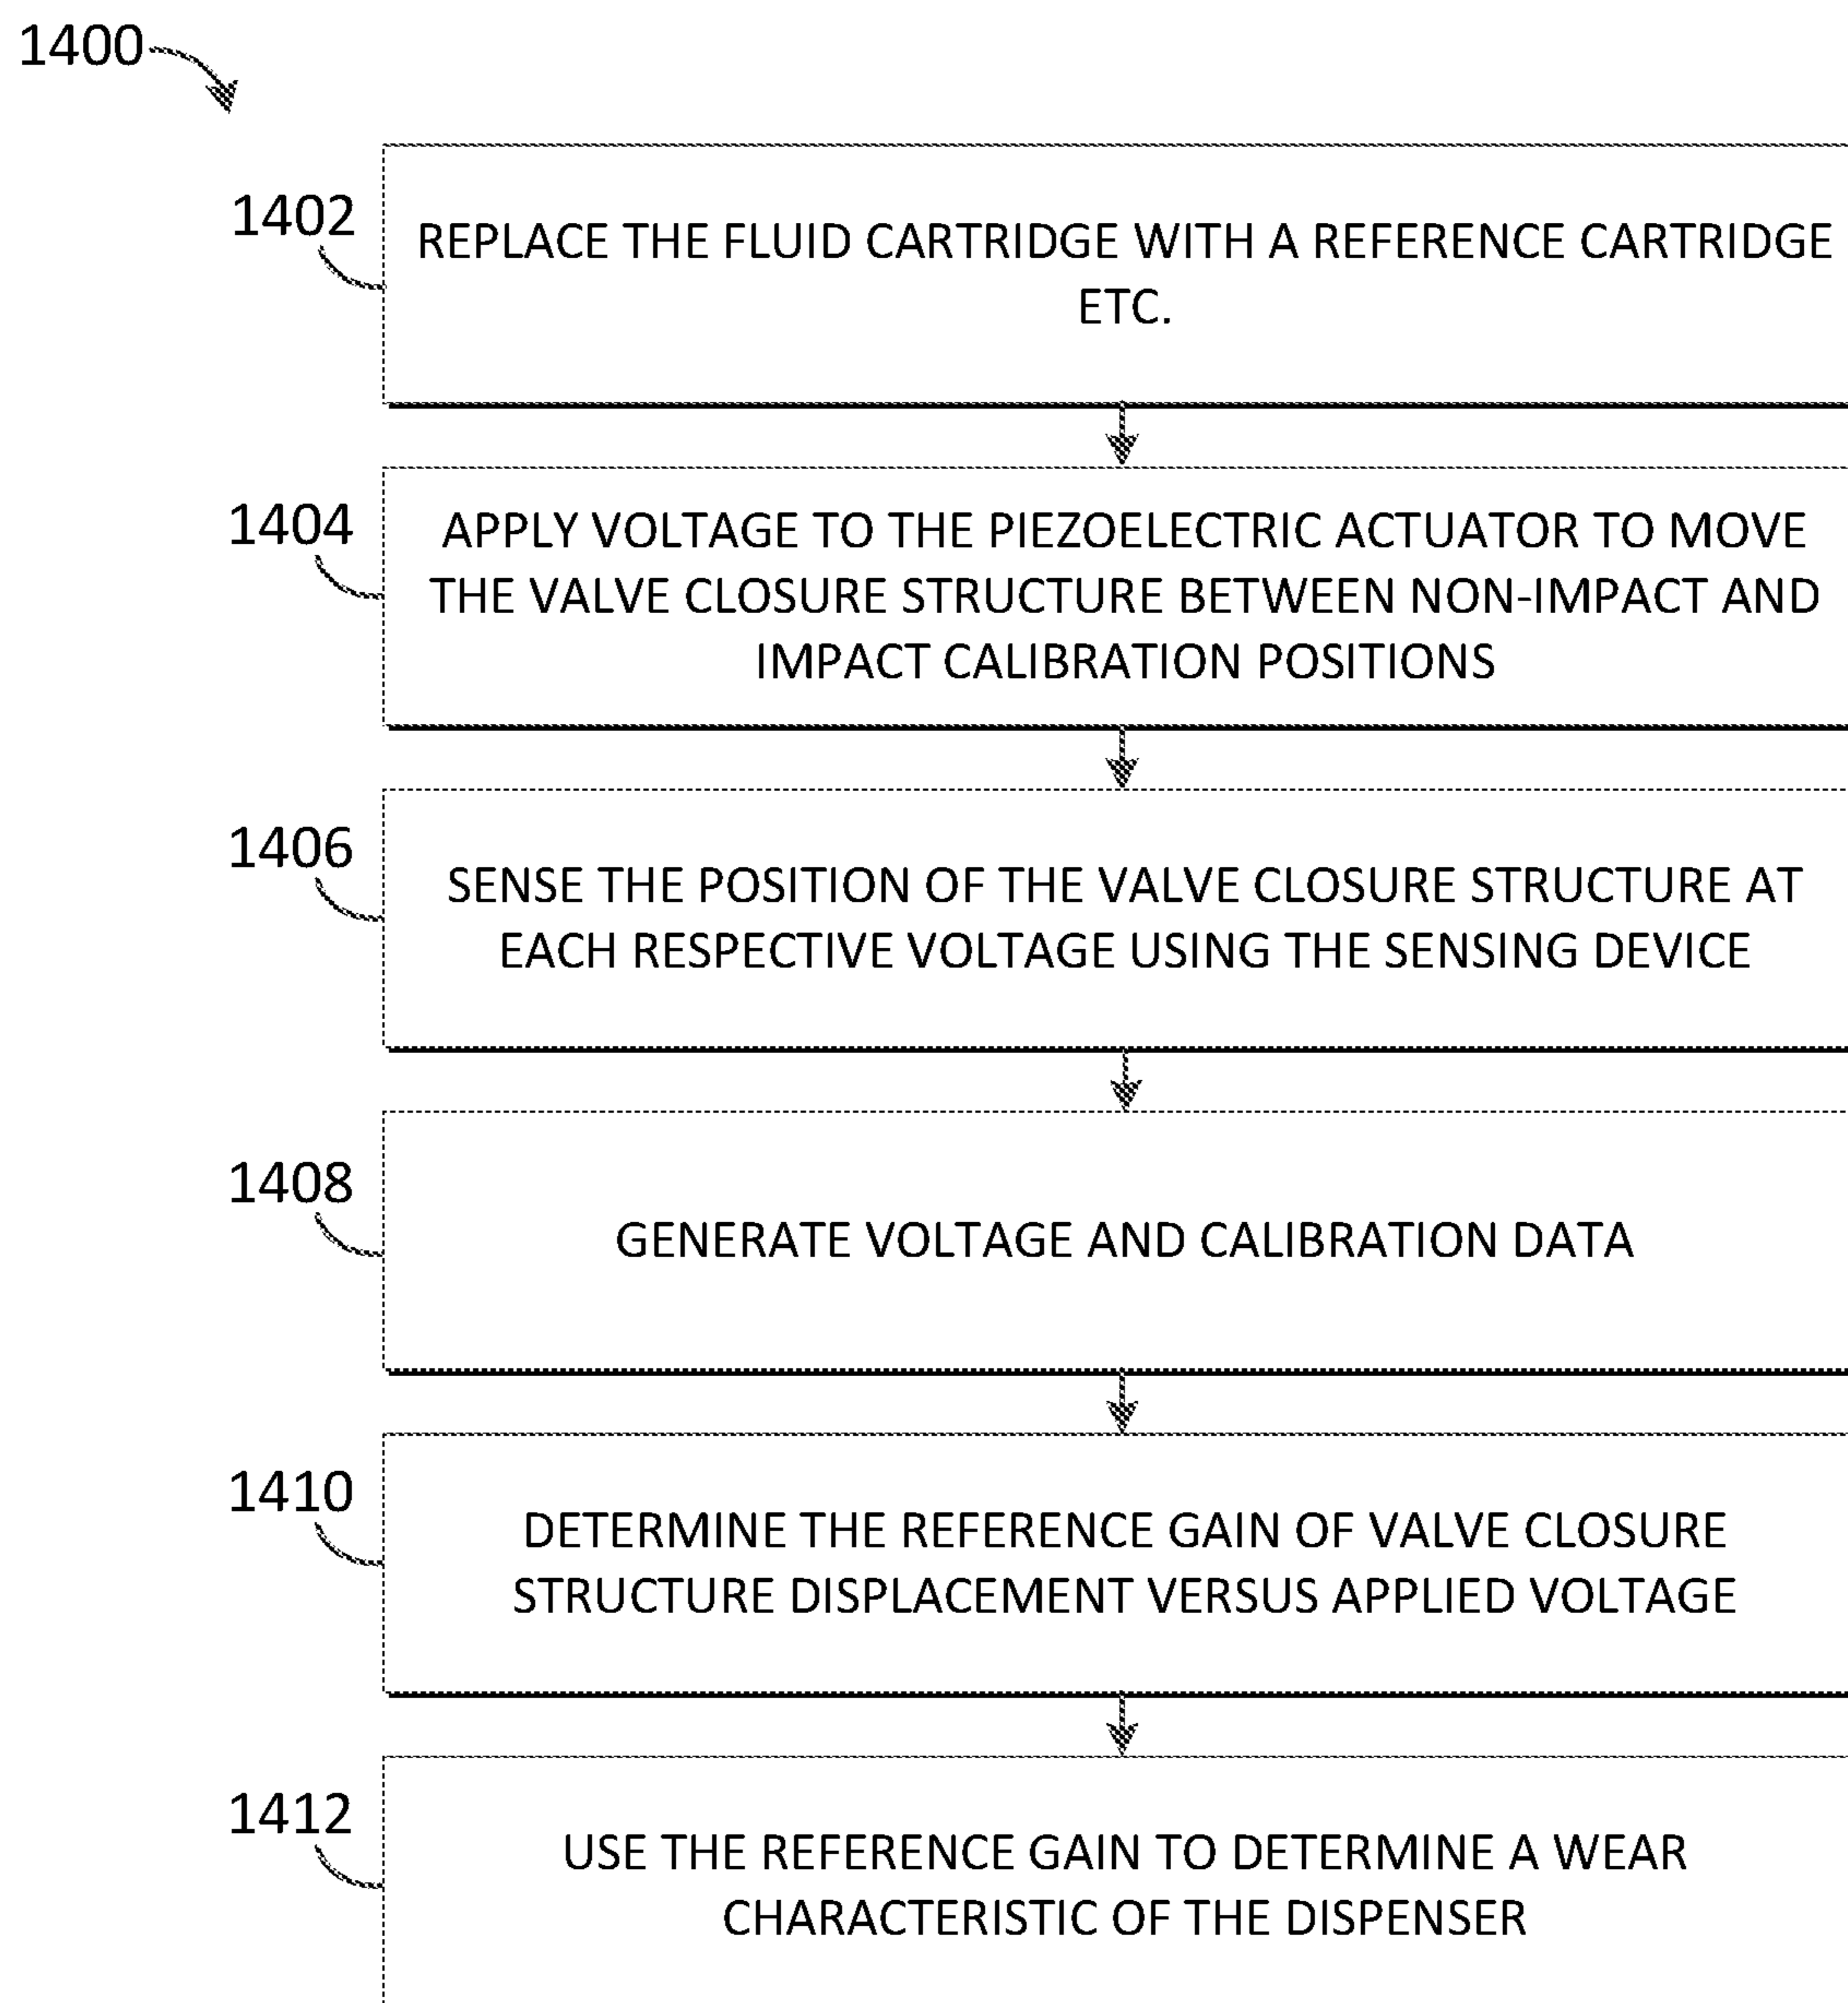 1400
1402
REPLACE THE FLUID CARTRIDGE WITH A REFERENCE CARTRIDGE
ETC.
1404
APPLY VOLTAGE TO THE PIEZOELECTRIC ACTUATOR TO MOVE
THE VALVE CLOSURE STRUCTURE BETWEEN NON-IMPACT AND
IMPACT CALIBRATION POSITIONS
1406
SENSE THE POSITION OF THE VALVE CLOSURE STRUCTURE AT
EACH RESPECTIVE VOLTAGE USING THE SENSING DEVICE
1408
GENERATE VOLTAGE AND CALIBRATION DATA
1410
DETERMINE THE REFERENCE GAIN OF VALVE CLOSURE
STRUCTURE DISPLACEMENT VERSUS APPLIED VOLTAGE
1412
USE THE REFERENCE GAIN TO DETERMINE A WEAR
CHARACTERISTIC OF THE DISPENSER